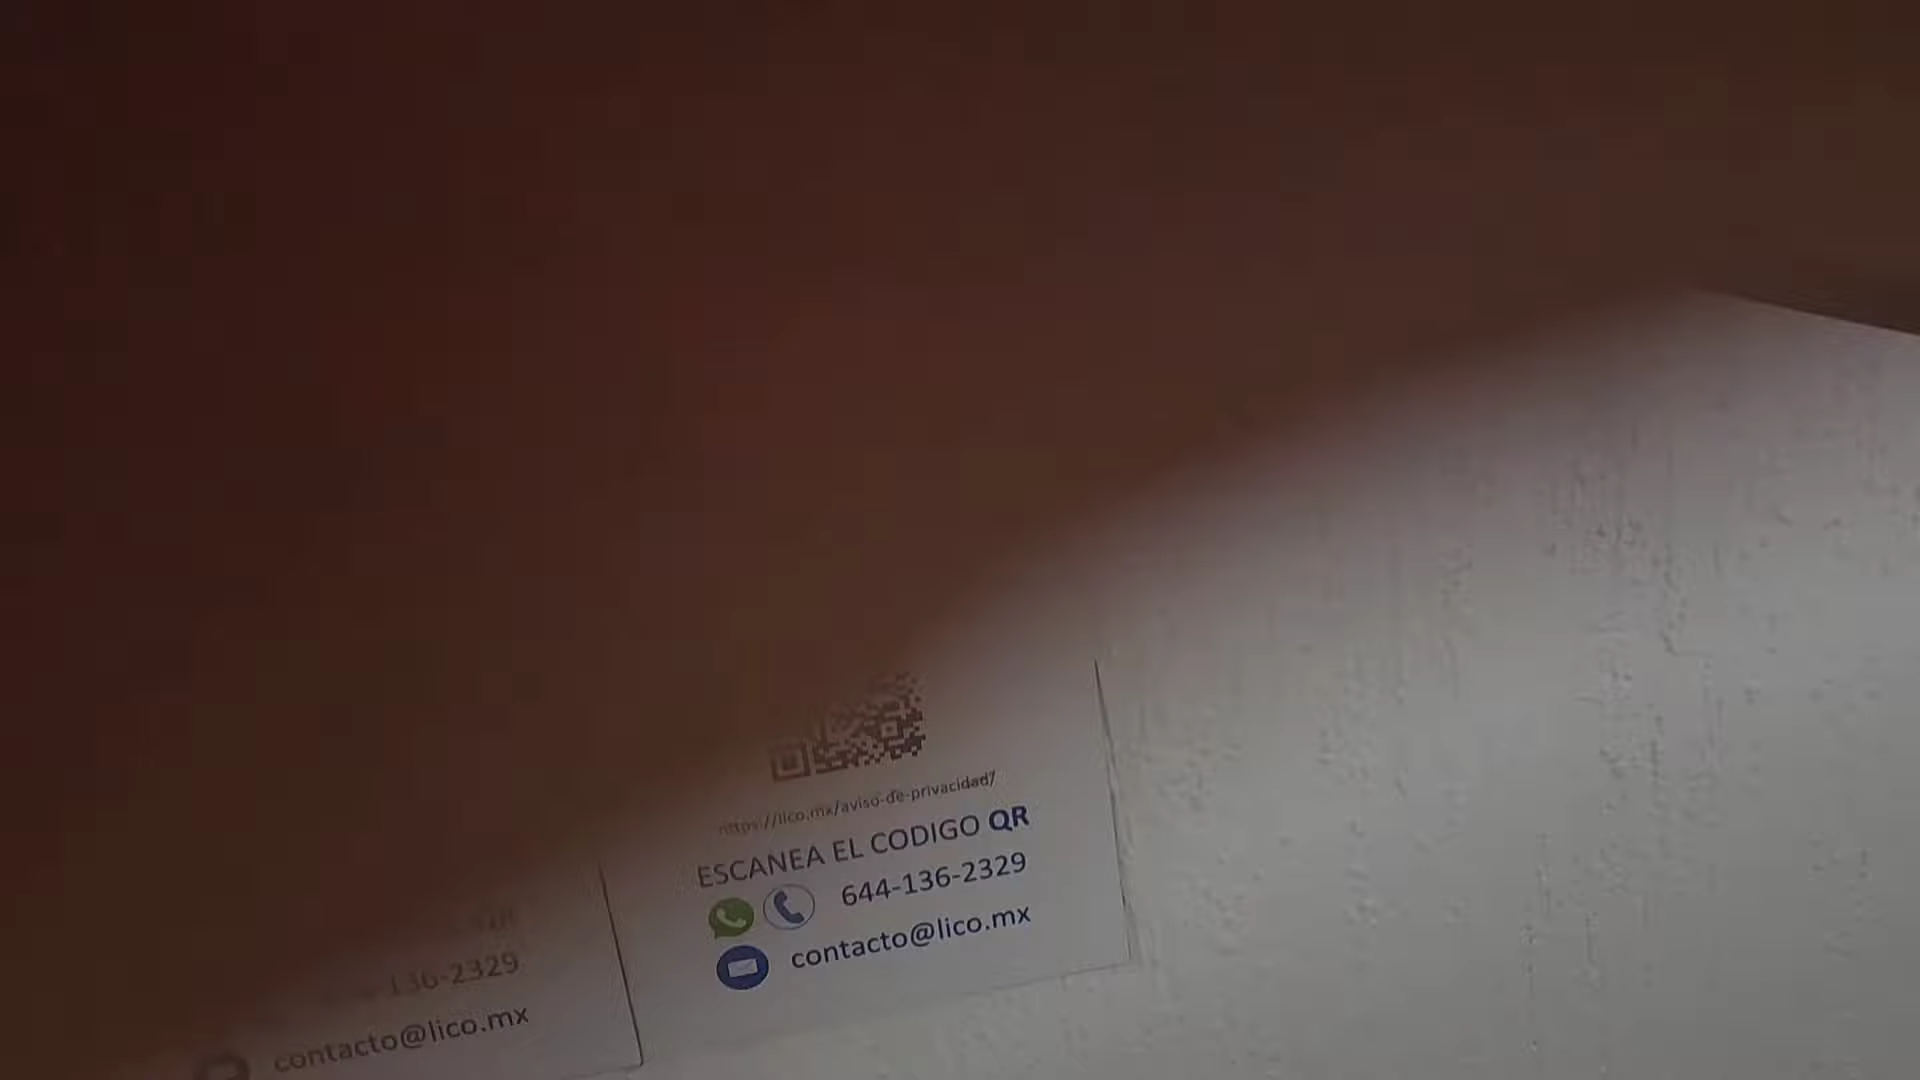 https://lico.mx/aviso-de-privacidad/
ESCANEA EL CODIGO QR
644-136-2329
contacto@lico.mx
136-2329
contacto@lico.mx